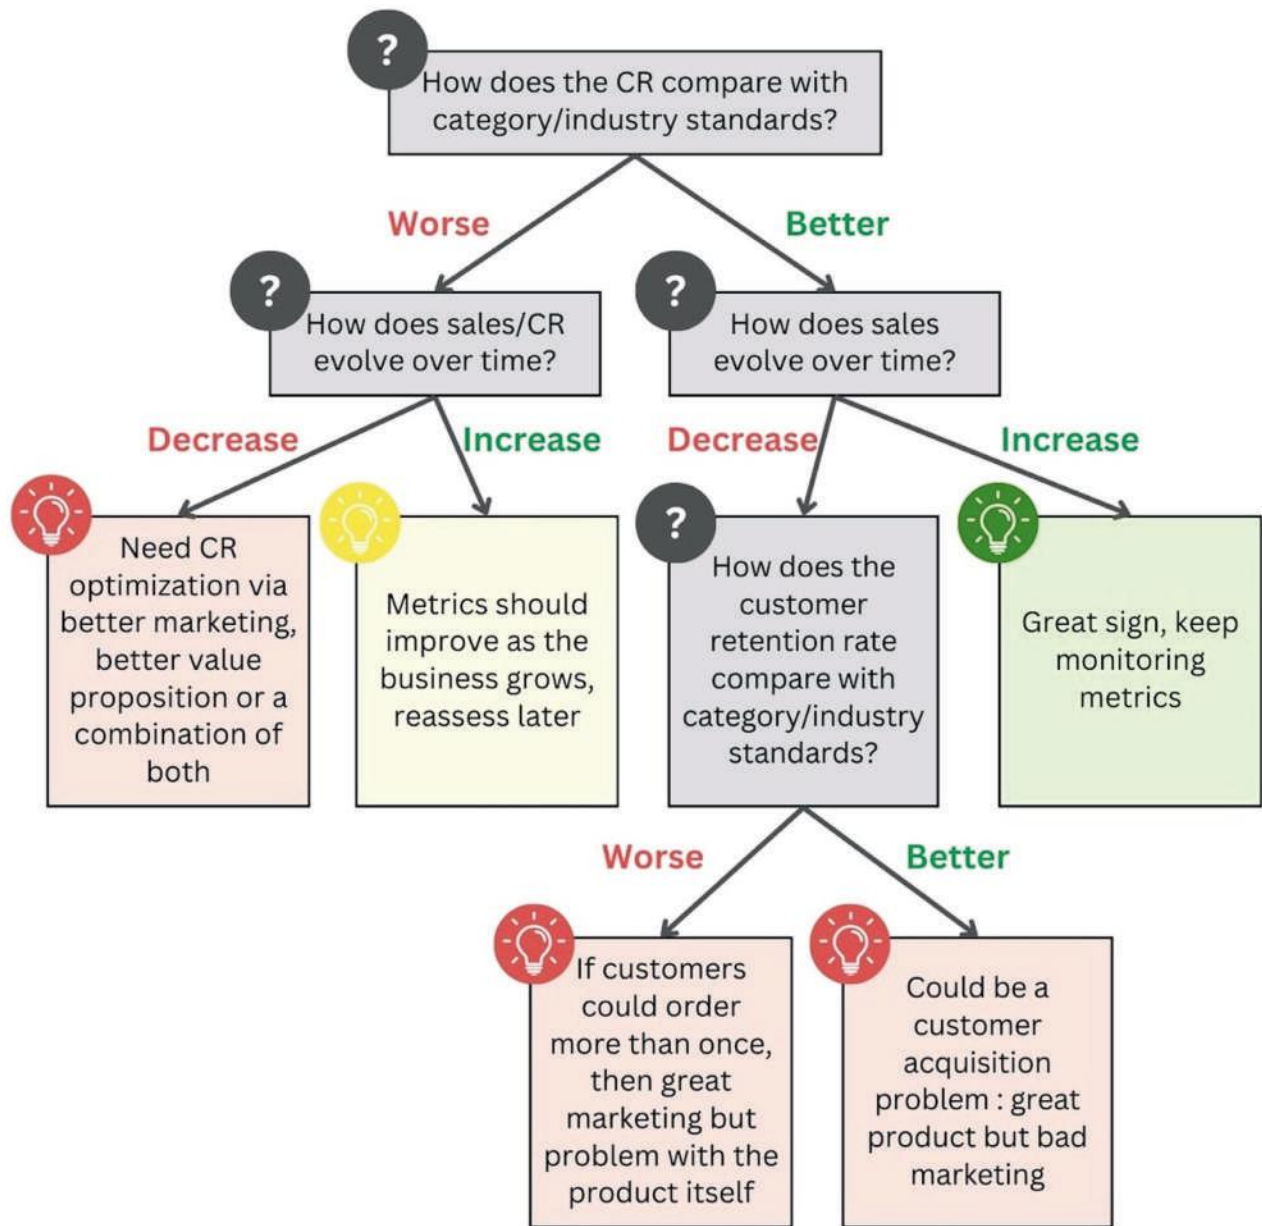 ?
How does the CR compare with
category/industry standards?
Worse
Better
?
How does sales/CR
evolve over time?
?
How does sales
evolve over time?
Decrease
Increase
Decrease
Increase
Need CR
optimization via
better marketing,
better value
proposition or a
combination of
both
Metrics should
improve as the
business grows,
reassess later
?
How does the
customer
retention rate
compare with
category/industry
standards?
Great sign, keep
monitoring
metrics
Worse
Better
If customers
could order
more than once,
then great
marketing but
problem with the
product itself
Could be a
customer
acquisition
problem : great
product but bad
marketing